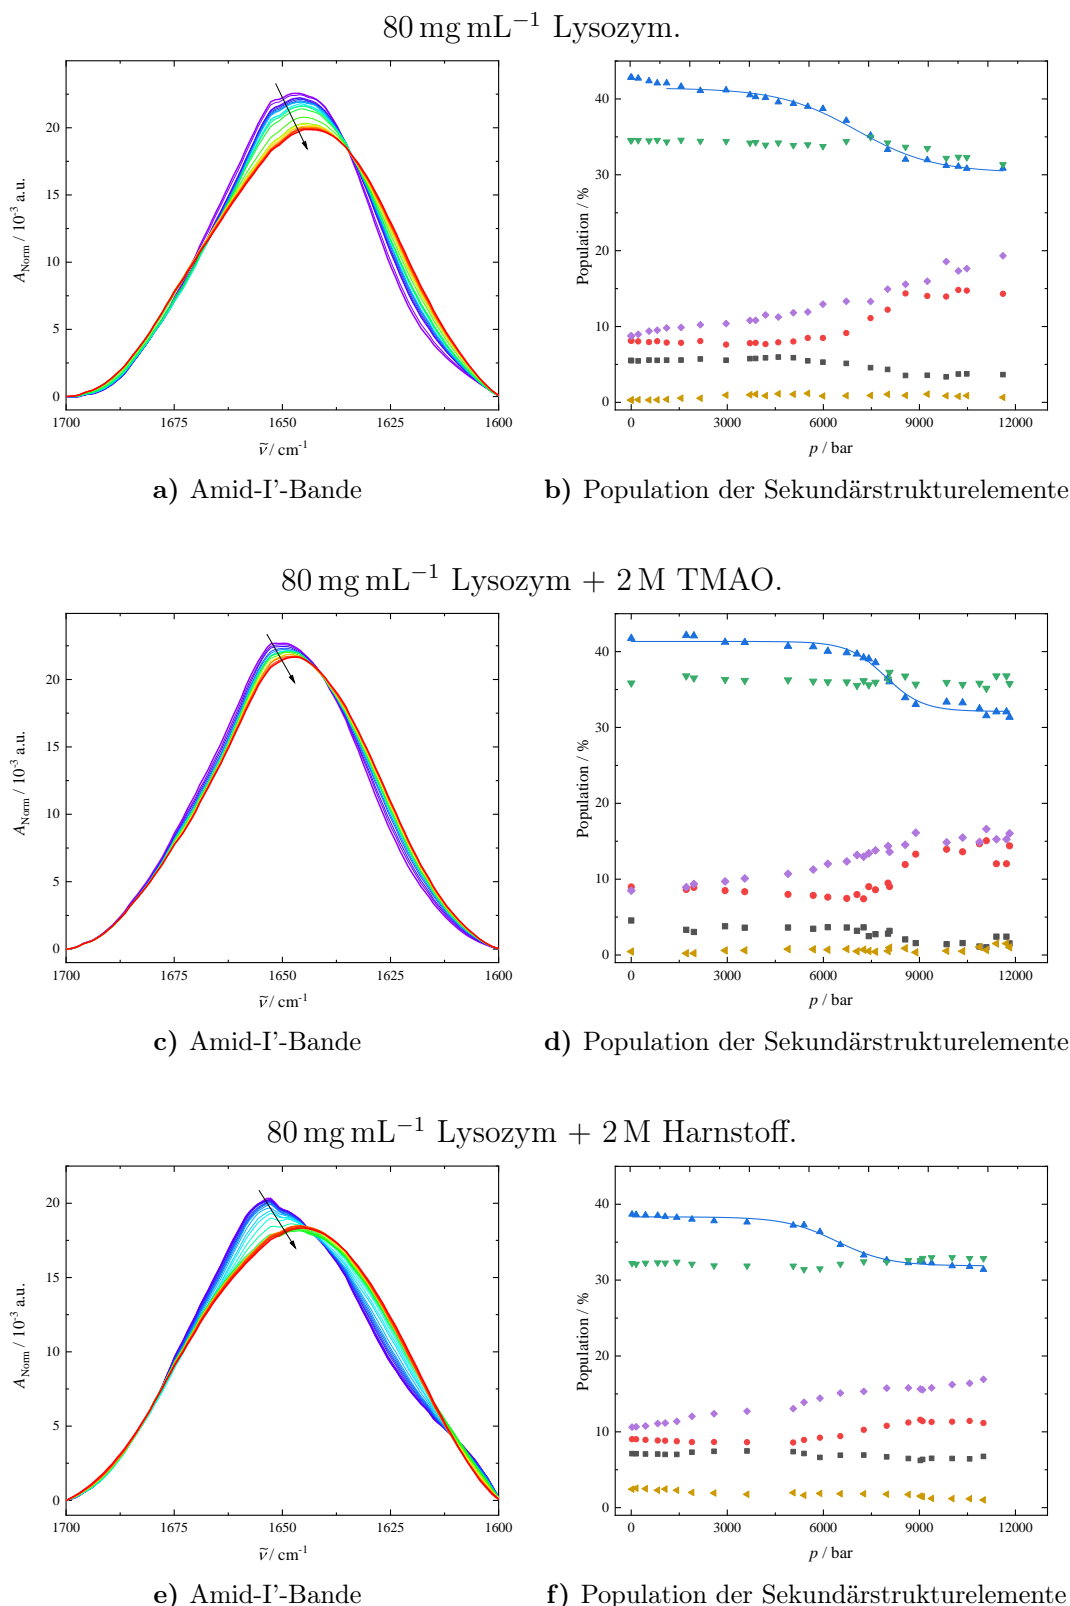 80 mg mL⁻¹ Lysozym.
A_Norm / 10⁻³ a.u.
20
15
10
5
0
1700 1675 1650 1625 1600
ν̃ / cm⁻¹
Population / %
40
30
20
10
0
0 3000 6000 9000 12000
p / bar
a) Amid-I'-Bande
b) Population der Sekundärstrukturelemente
80 mg mL⁻¹ Lysozym + 2 M TMAO.
A_Norm / 10⁻³ a.u.
20
15
10
5
0
1700 1675 1650 1625 1600
ν̃ / cm⁻¹
Population / %
40
30
20
10
0
0 3000 6000 9000 12000
p / bar
c) Amid-I'-Bande
d) Population der Sekundärstrukturelemente
80 mg mL⁻¹ Lysozym + 2 M Harnstoff.
A_Norm / 10⁻³ a.u.
20
15
10
5
0
1700 1675 1650 1625 1600
ν̃ / cm⁻¹
Population / %
40
30
20
10
0
0 3000 6000 9000 12000
p / bar
e) Amid-I'-Bande
f) Population der Sekundärstrukturelemente